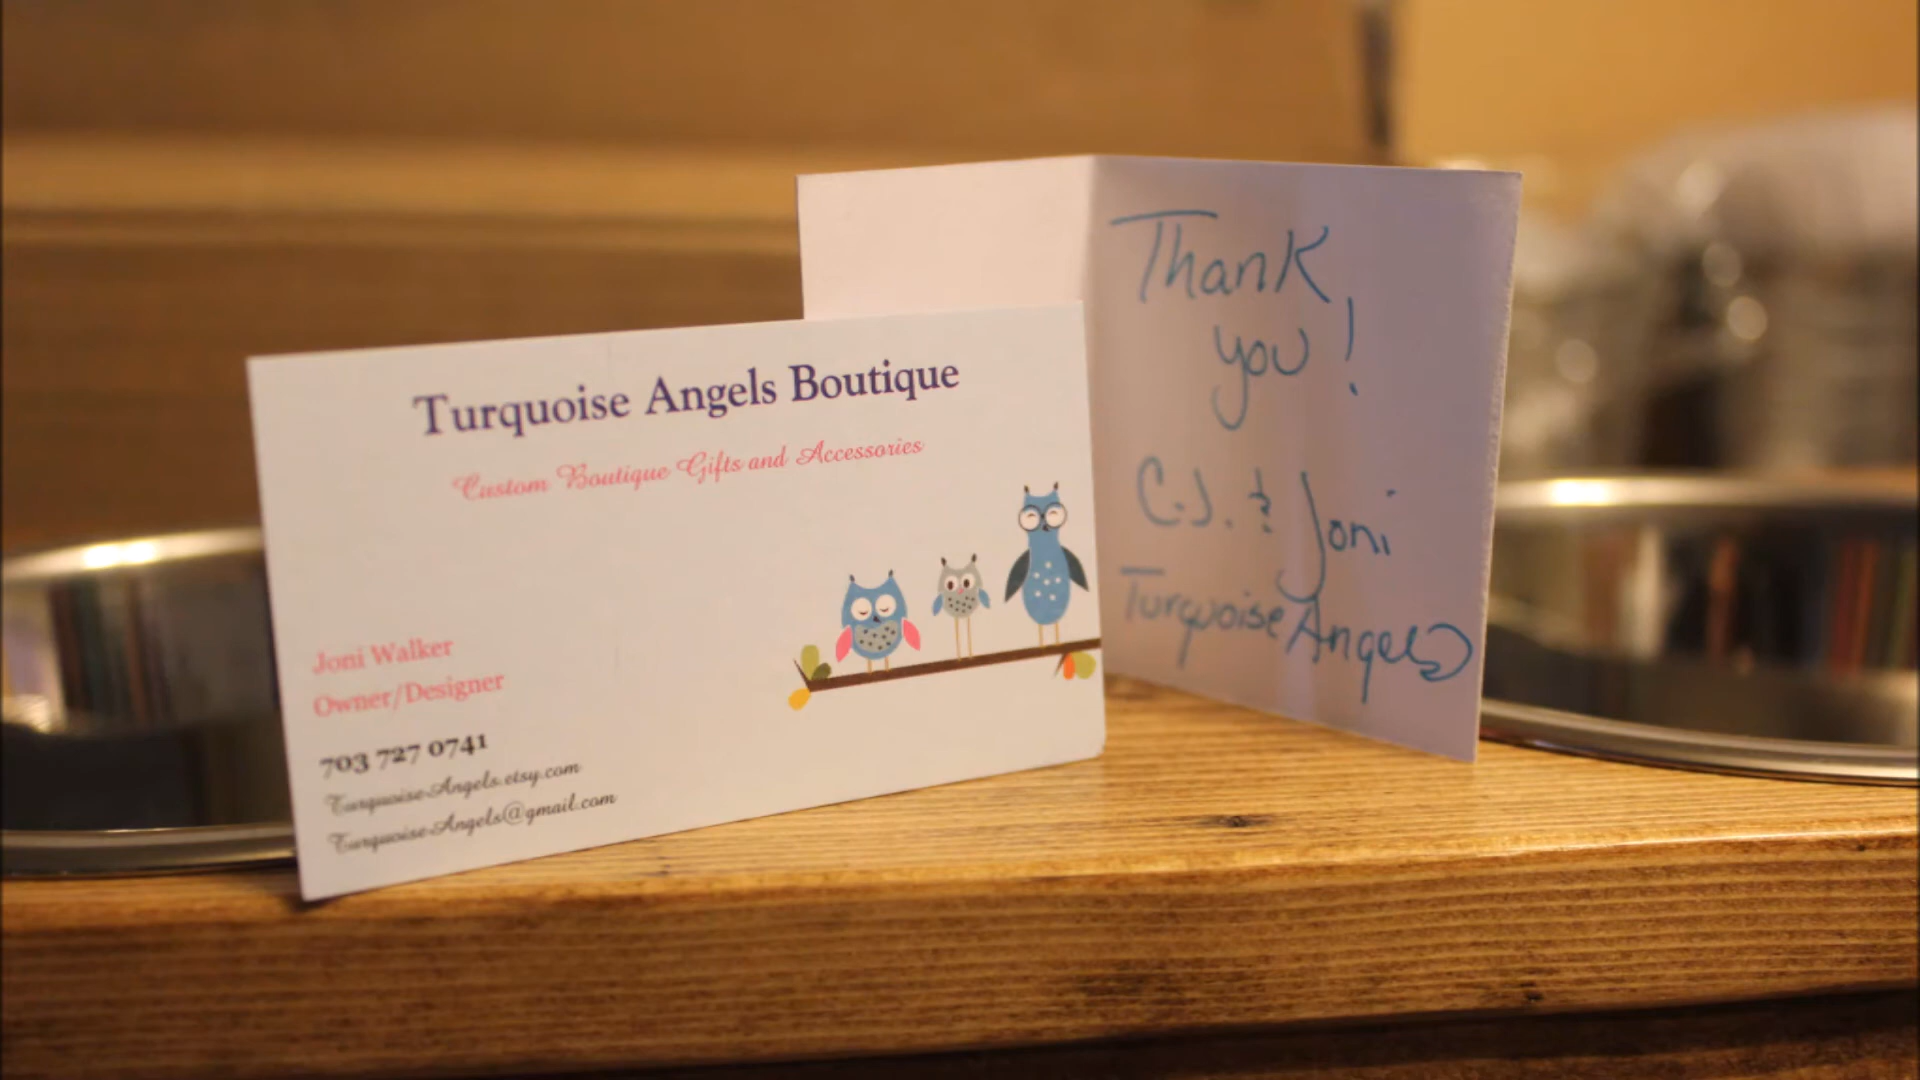 Turquoise Angels Boutique
Custom Boutique Gifts and Accessories
Joni Walker
Owner/Designer
703 727 0741
Turquoise-Angels.etsy.com
Turquoise-Angels@gmail.com
Thank
you!
C.J. & Joni
Turquoise Angels